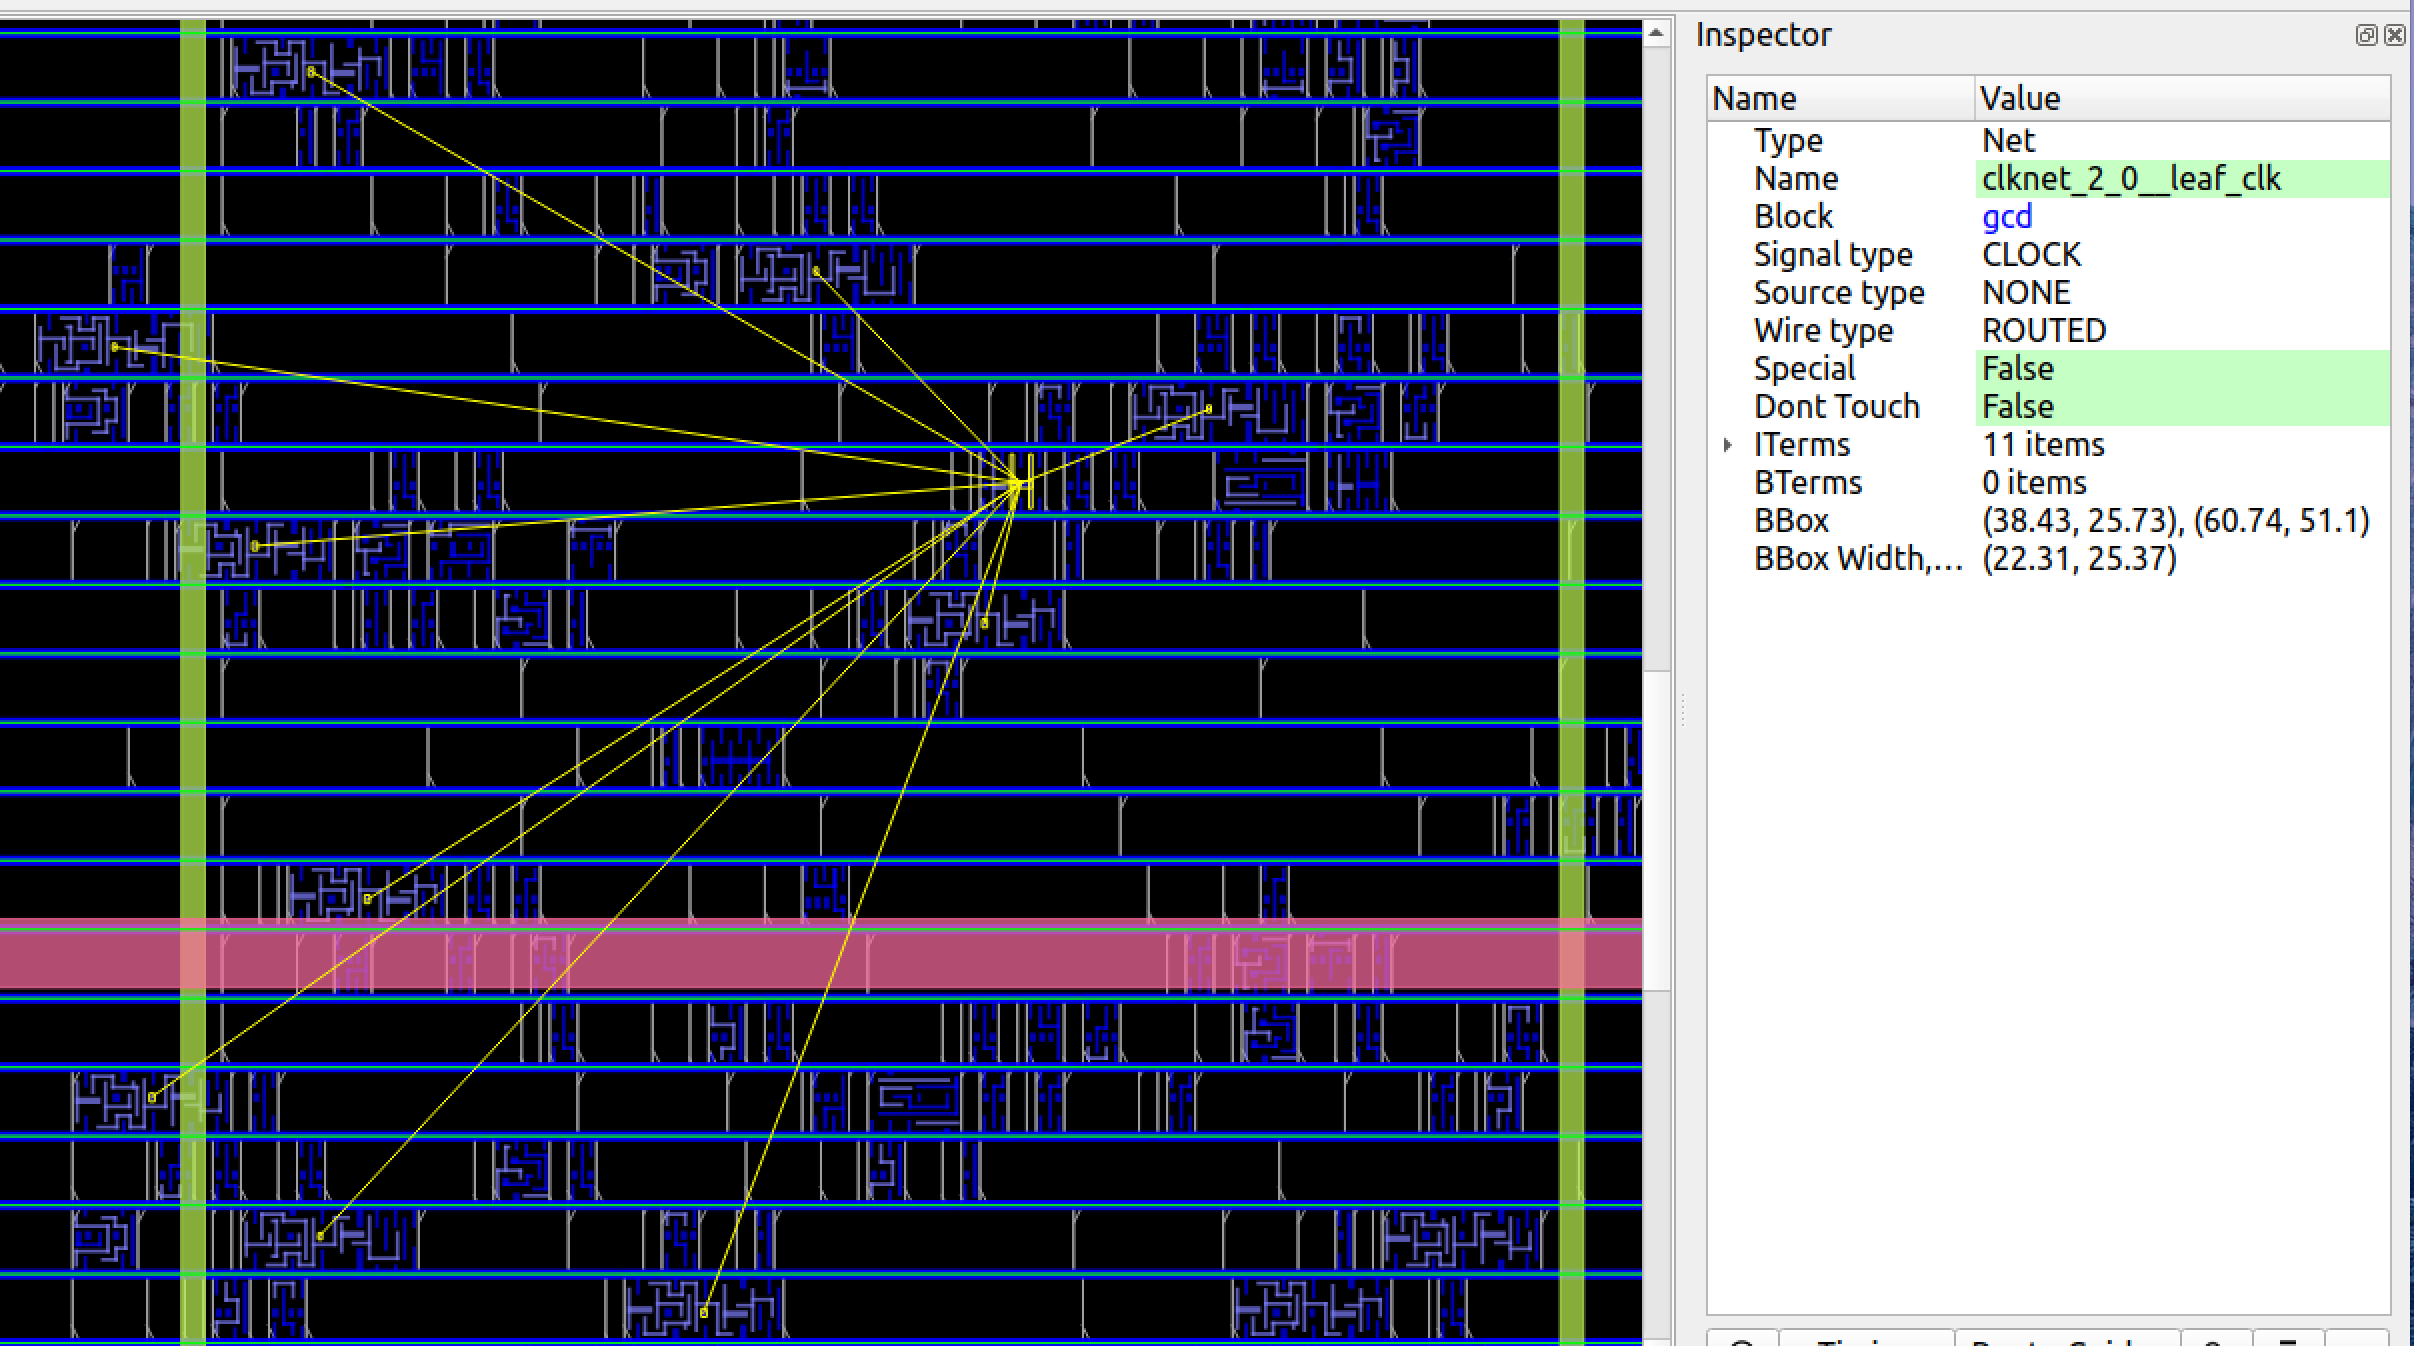 Inspector
Name Value
Type Net
Name clknet_2_0__leaf_clk
Block gcd
Signal type CLOCK
Source type NONE
Wire type ROUTED
Special False
Dont Touch False
ITerms 11 items
BTerms 0 items
BBox (38.43, 25.73), (60.74, 51.1)
BBox Width,... (22.31, 25.37)